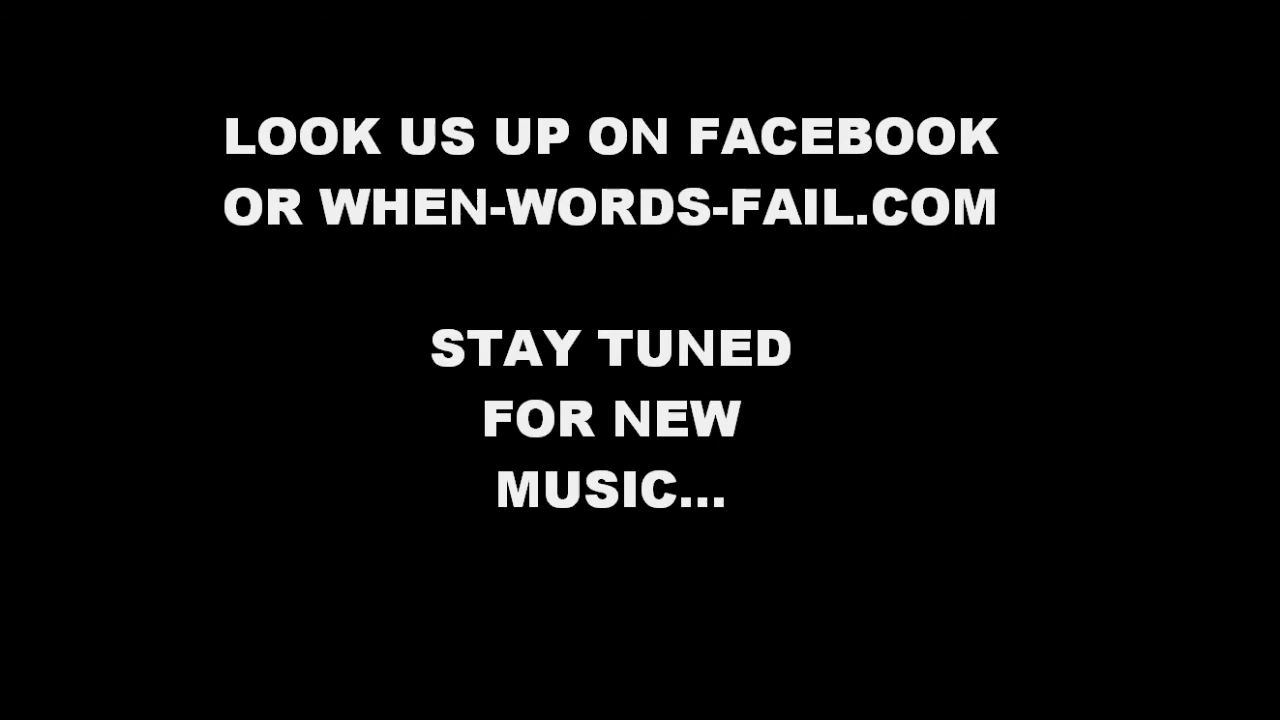 LOOK US UP ON FACEBOOK
OR WHEN-WORDS-FAIL.COM
STAY TUNED
FOR NEW
MUSIC...